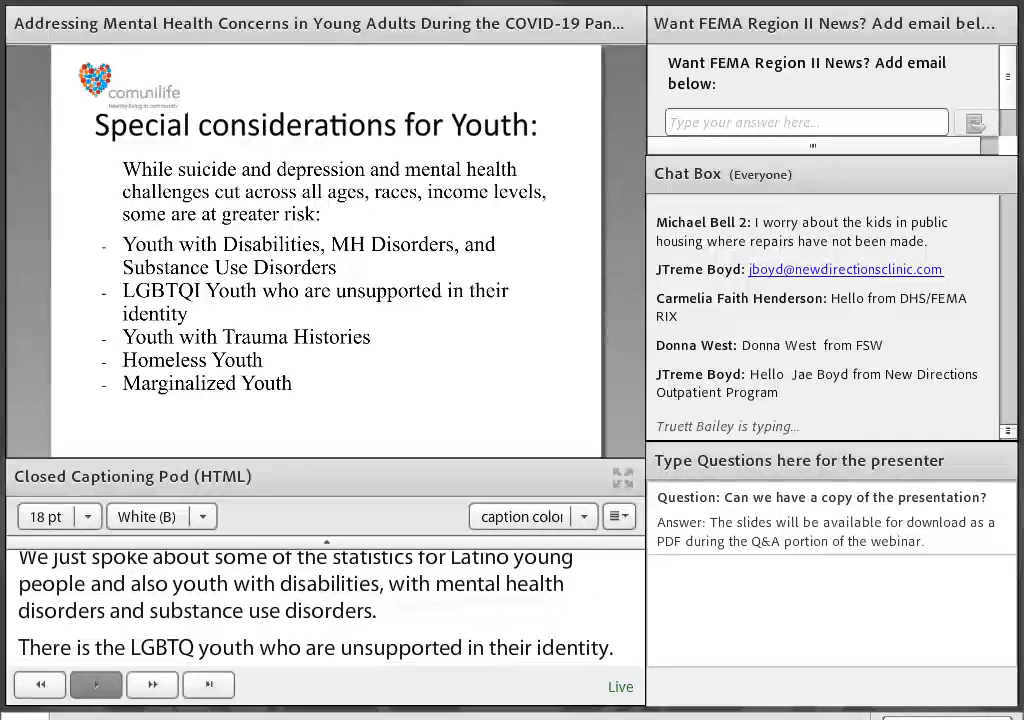 Addressing Mental Health Concerns in Young Adults During the COVID-19 Pan...
comunilife
Healthy living in community
Special considerations for Youth:
While suicide and depression and mental health
challenges cut across all ages, races, income levels,
some are at greater risk:
- Youth with Disabilities, MH Disorders, and
Substance Use Disorders
- LGBTQI Youth who are unsupported in their
identity
- Youth with Trauma Histories
- Homeless Youth
- Marginalized Youth
Closed Captioning Pod (HTML)
18 pt
White (B)
caption color
We just spoke about some of the statistics for Latino young
people and also youth with disabilities, with mental health
disorders and substance use disorders.
There is the LGBTQ youth who are unsupported in their identity.
Live
Want FEMA Region II News? Add email bel...
Want FEMA Region II News? Add email
below:
Type your answer here...
Chat Box (Everyone)
Michael Bell 2: I worry about the kids in public
housing where repairs have not been made.
JTreme Boyd: jboyd@newdirectionsclinic.com
Carmelia Faith Henderson: Hello from DHS/FEMA
RIX
Donna West: Donna West from FSW
JTreme Boyd: Hello Jae Boyd from New Directions
Outpatient Program
Truett Bailey is typing...
Type Questions here for the presenter
Question: Can we have a copy of the presentation?
Answer: The slides will be available for download as a
PDF during the Q&A portion of the webinar.